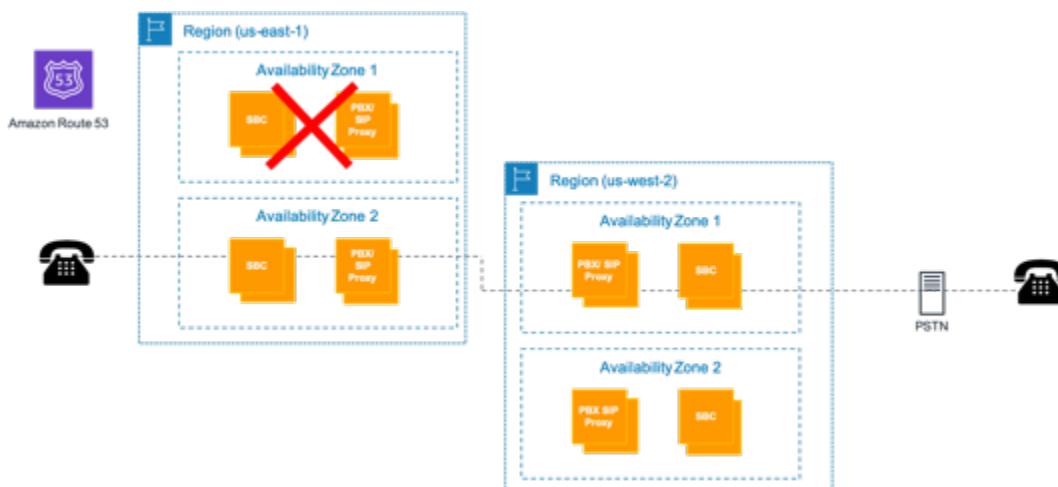 Region (us-east-1)
Availability Zone 1
53
Amazon Route 53
SBC
PBX/
SIP
Proxy
Availability Zone 2
SBC
PBX/
SIP
Proxy
Region (us-west-2)
Availability Zone 1
PBX/ SIP
Proxy
SBC
PSTN
Availability Zone 2
PBX SIP
Proxy
SBC